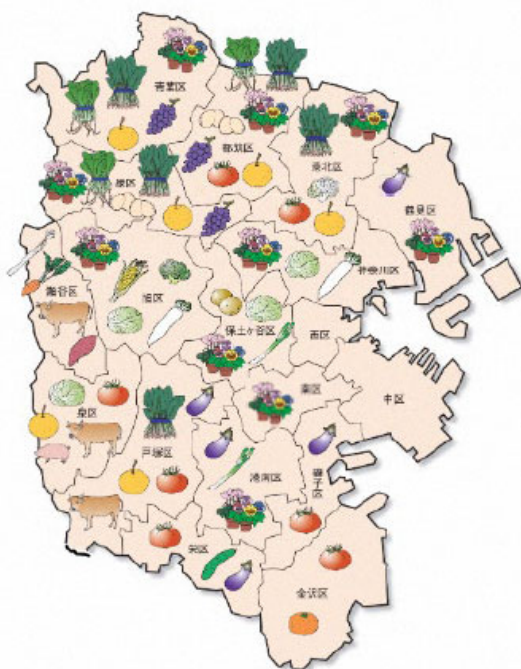 青葉区
都筑区
港北区
緑区
鶴見区
神奈川区
瀬谷区
旭区
保土ヶ谷区
西区
泉区
南区
中区
戸塚区
港南区
磯子区
栄区
金沢区